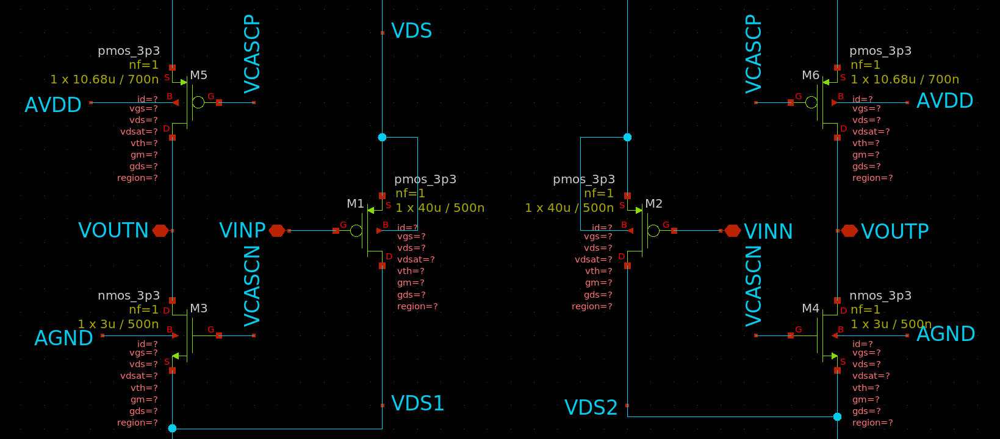 VCASCP
VDS
VCASCP
pmos_3p3
nf=1
1 x 10.68u / 700n
S
M5
AVDD
B
G
id=?
vgs=?
vds=?
vdsat=?
D
vth=?
gm=?
gds=?
region=?
pmos_3p3
nf=1
1 x 10.68u / 700n
S
M6
G
B
AVDD
id=?
vgs=?
vds=?
vdsat=?
D
vth=?
gm=?
gds=?
region=?
pmos_3p3
nf=1
M1
S
1 x 40u / 500n
VOUTN
VINP
G
B
id=?
vgs=?
vds=?
D
vdsat=?
vth=?
gm=?
gds=?
region=?
pmos_3p3
nf=1
1 x 40u / 500n
S
M2
B
G
VINN
VOUTP
id=?
vgs=?
vds=?
D
vdsat=?
vth=?
gm=?
gds=?
region=?
VCASCN
VCASCN
nmos_3p3
nf=1
D
M3
1 x 3u / 500n
AGND
B
G
id=?
vgs=?
S
vds=?
vdsat=?
vth=?
gm=?
gds=?
region=?
nmos_3p3
M4
D
nf=1
1 x 3u / 500n
G
B
AGND
id=?
vgs=?
S
vds=?
vdsat=?
vth=?
gm=?
gds=?
region=?
VDS1
VDS2